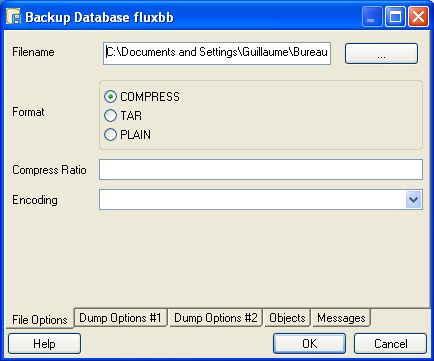 Backup Database fluxbb
Filename
C:\Documents and Settings\Guillaume\Bureau
...
Format
COMPRESS
TAR
PLAIN
Compress Ratio
Encoding
File Options
Dump Options #1
Dump Options #2
Objects
Messages
Help
OK
Cancel